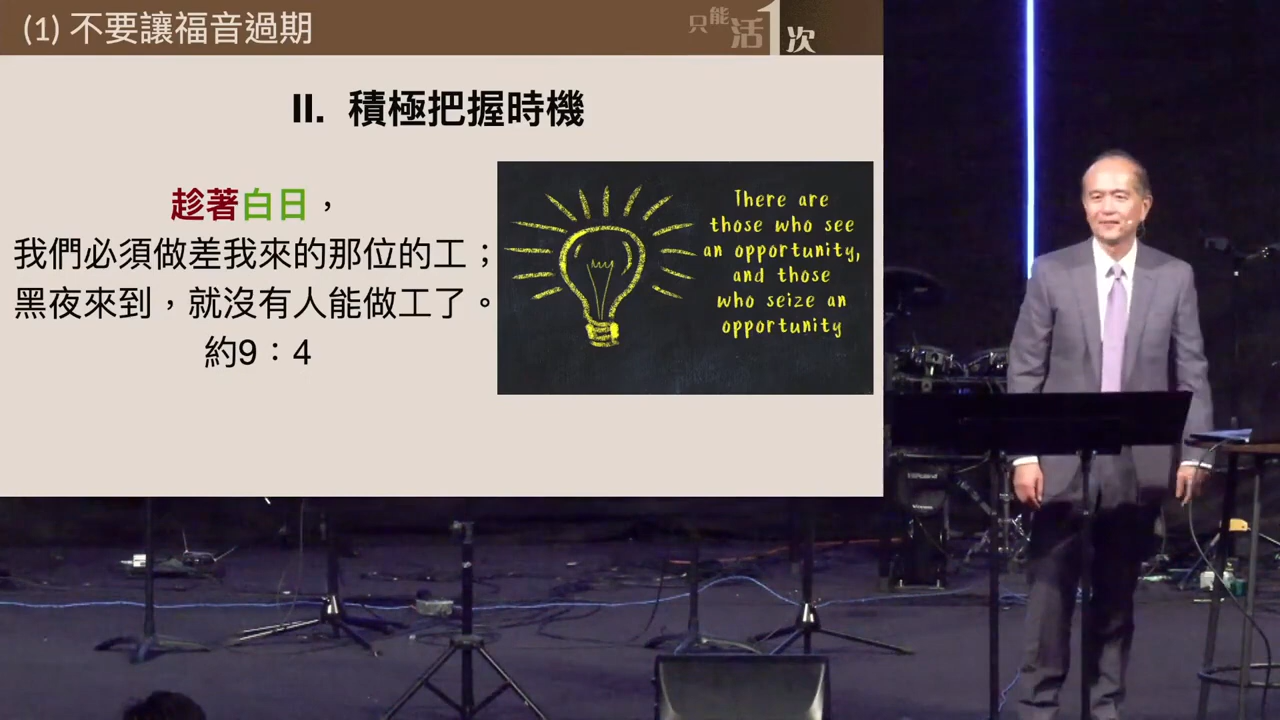 (1) 不要讓福音過期
只能活1次
II. 積極把握時機
趁著白日，
我們必須做差我來的那位的工；
黑夜來到，就沒有人能做工了。
約9：4
There are
those who see
an opportunity,
and those
who seize an
opportunity